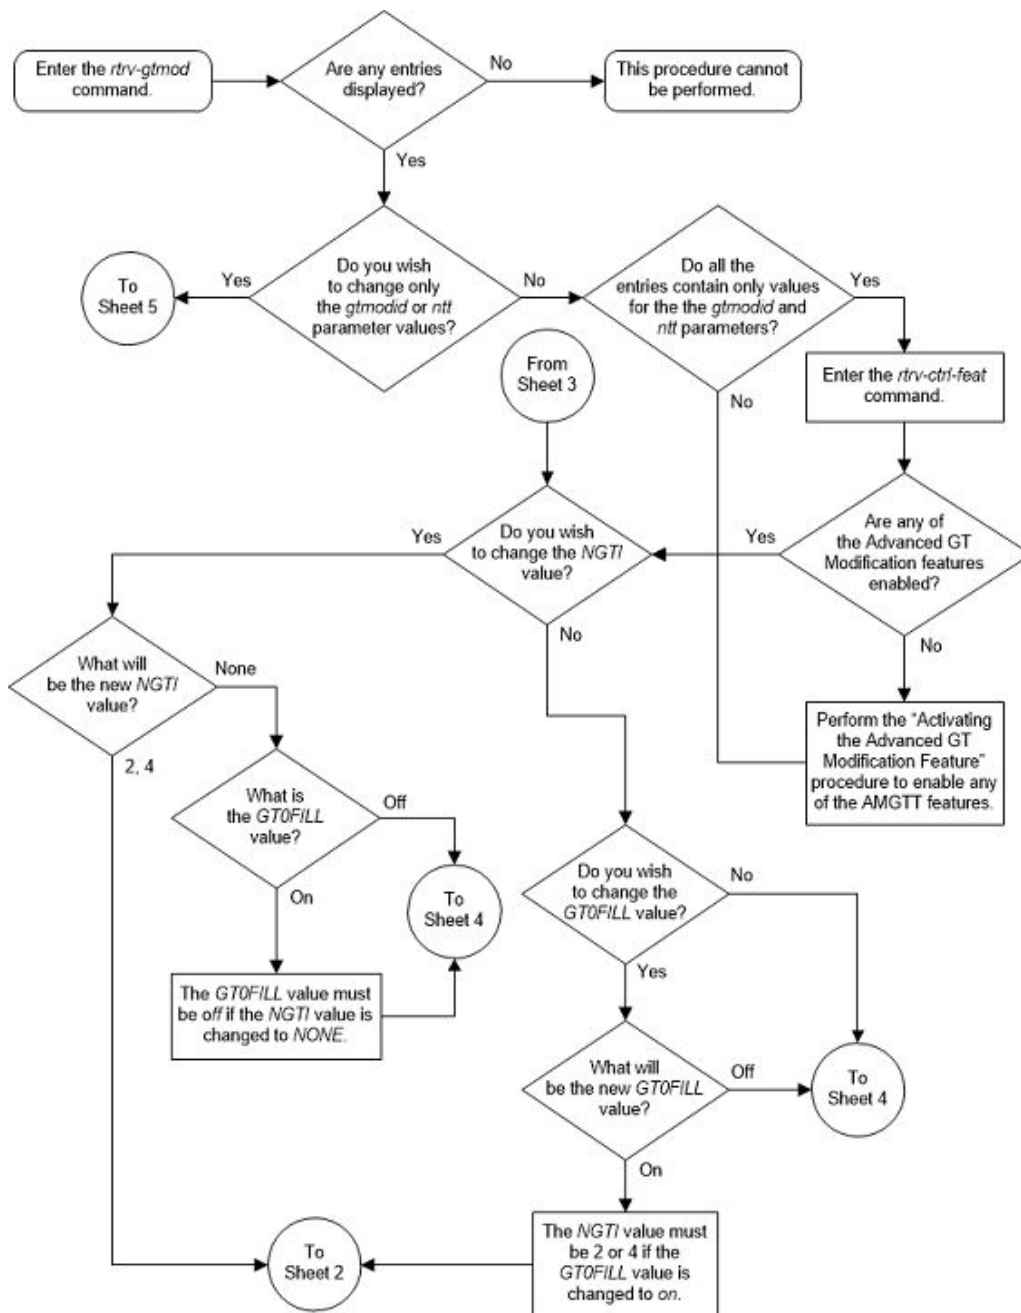 Enter the rtrv-gtmod
command.
Are any entries
displayed?
No
This procedure cannot
be performed.
Yes
To
Sheet 5
Yes
Do you wish
to change only
the gtmodid or ntt
parameter values?
No
Do all the
entries contain only values
for the the gtmodid and
ntt parameters?
Yes
From
Sheet 3
Enter the rtrv-ctrl-feat
command.
No
Yes
Do you wish
to change the NGTI
value?
Yes
Are any of
the Advanced GT
Modification features
enabled?
No
No
What will
be the new NGTI
value?
None
2, 4
Perform the "Activating
the Advanced GT
Modification Feature"
procedure to enable any
of the AMGTT features.
What is
the GT0FILL
value?
Off
On
To
Sheet 4
Do you wish
to change the
GT0FILL value?
No
Yes
The GT0FILL value must
be off if the NGTI value is
changed to NONE.
What will
be the new GT0FILL
value?
Off
To
Sheet 4
On
To
Sheet 2
The NGTI value must
be 2 or 4 if the
GT0FILL value is
changed to on.